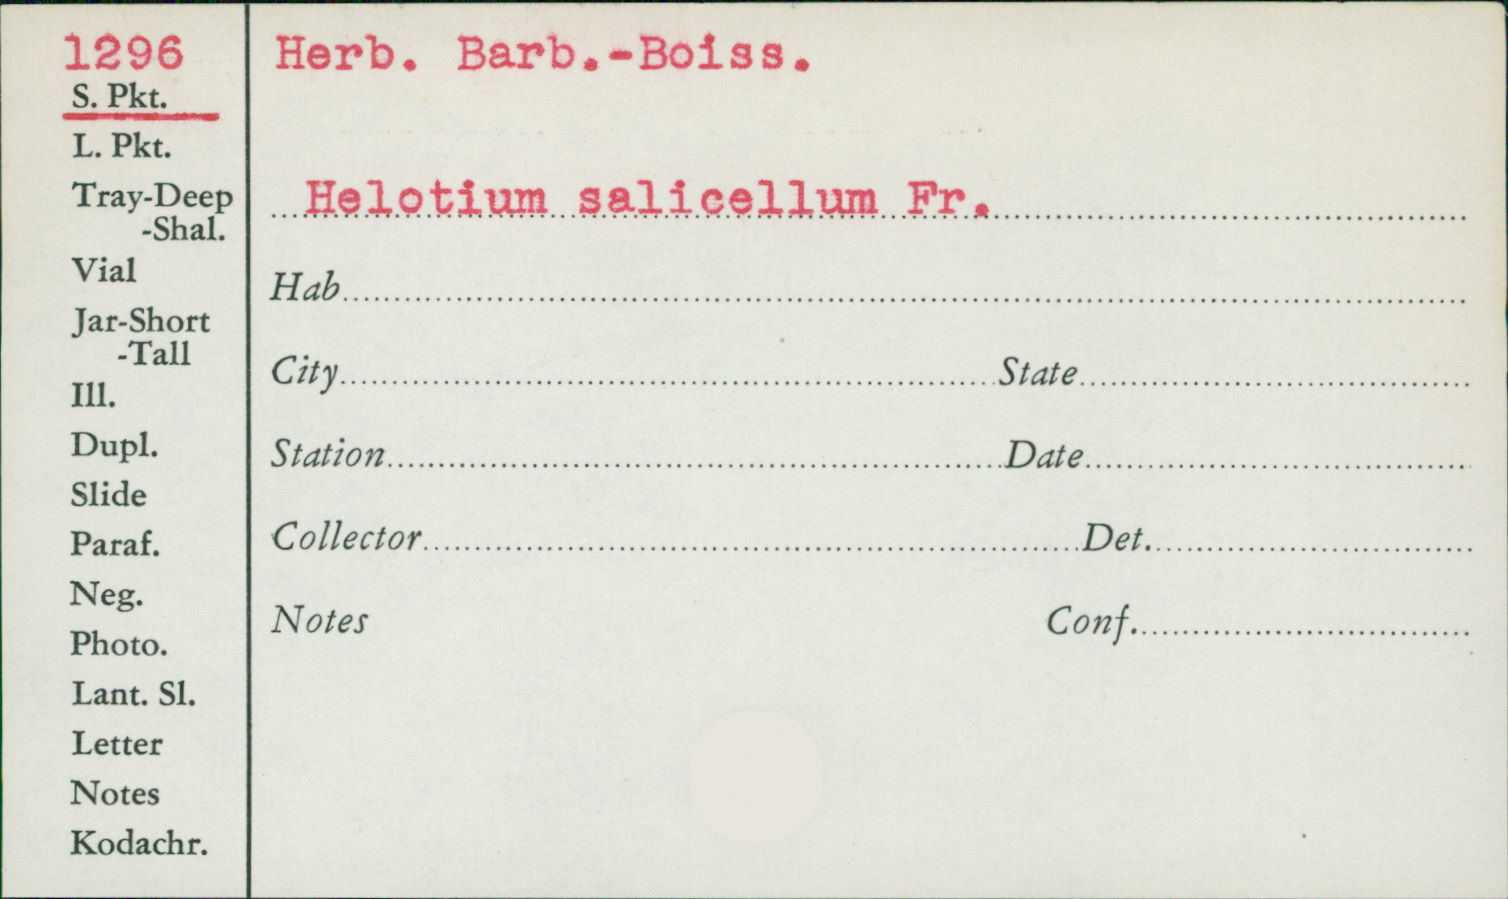 1296
S. Pkt.
L. Pkt.
Tray-Deep
-Shal.
Vial
Jar-Short
-Tall
Ill.
Dupl.
Slide
Paraf.
Neg.
Photo.
Lant. Sl.
Letter
Notes
Kodachr.
Herb. Barb.-Boiss.
Helotium salicellum Fr.
Hab
City State
Station Date
Collector Det.
Notes Conf.